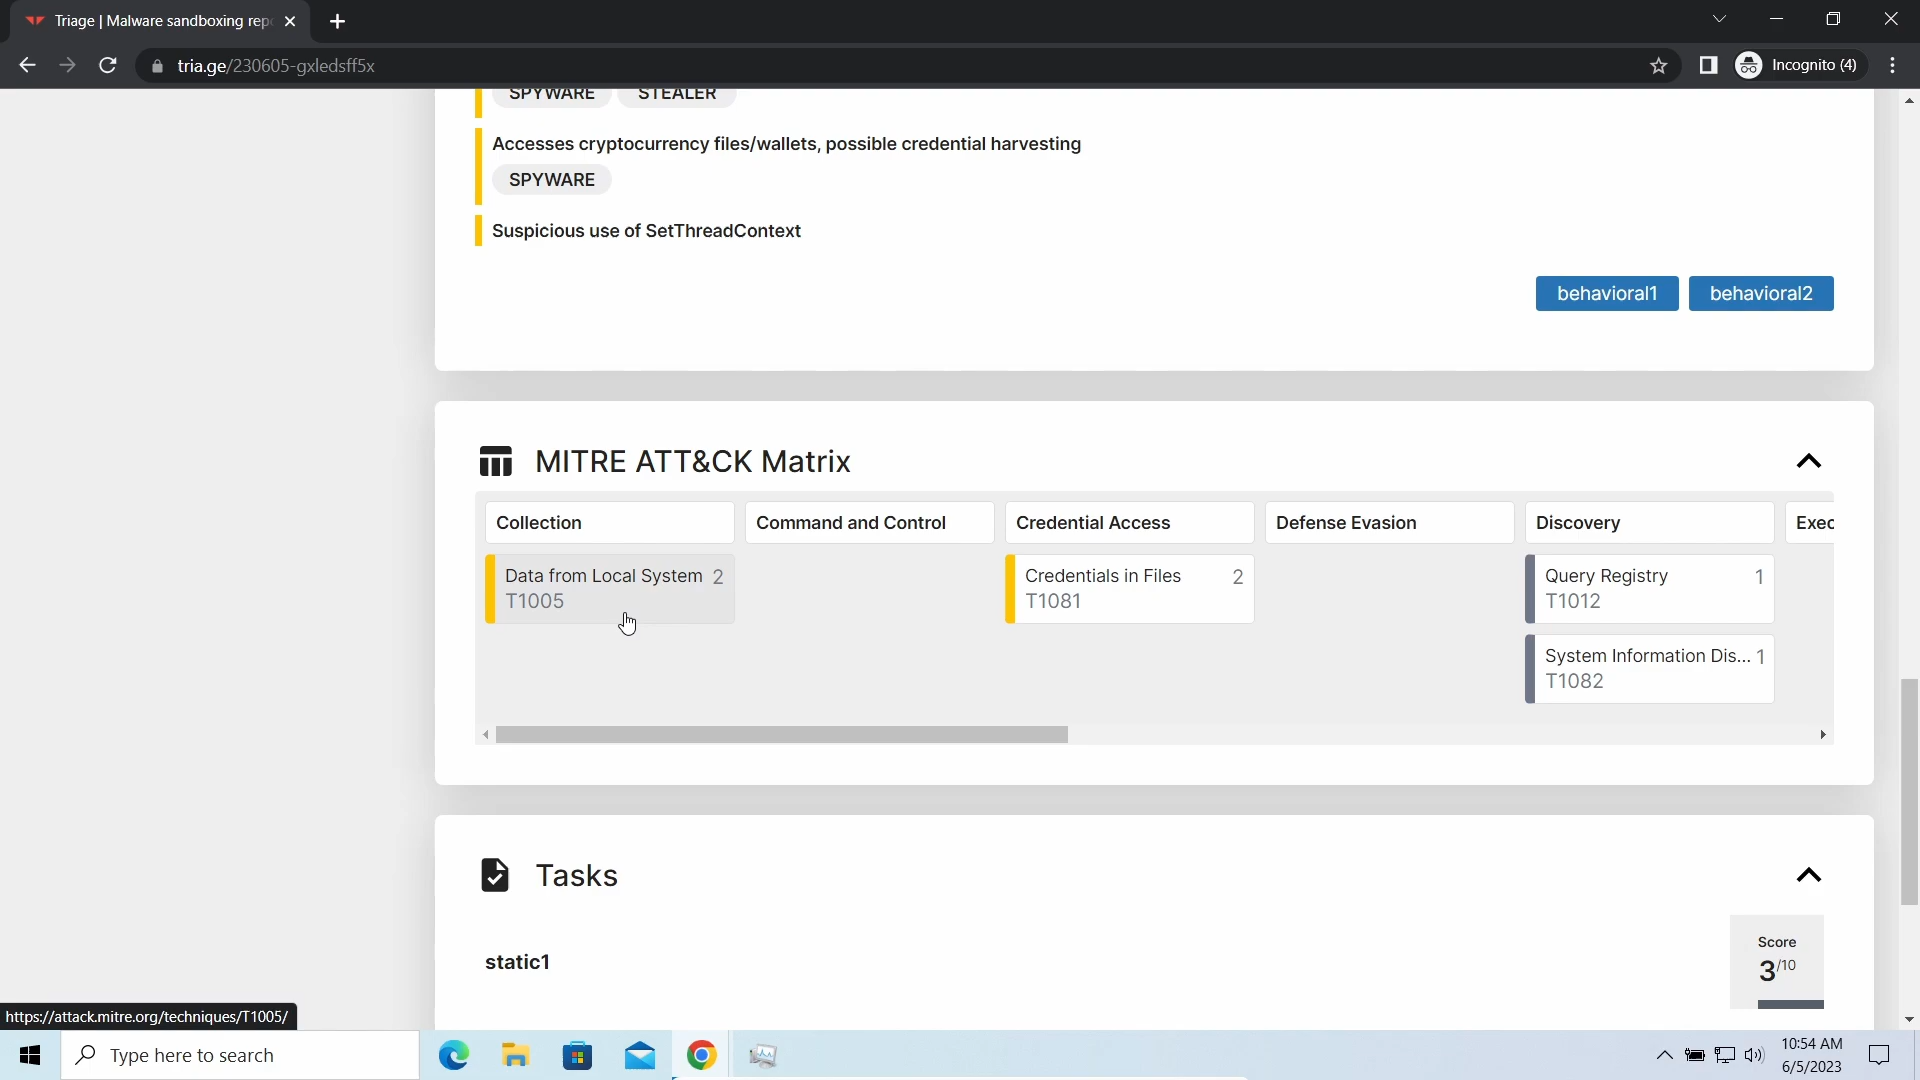 Triage | Malware sandboxing rep
tria.ge/230605-gxledsff5x
Incognito (4)
SPYWARE STEALER
Accesses cryptocurrency files/wallets, possible credential harvesting
SPYWARE
Suspicious use of SetThreadContext
behavioral1 behavioral2
MITRE ATT&CK Matrix
Collection Command and Control Credential Access Defense Evasion Discovery Exec
Data from Local System 2 Credentials in Files 2 Query Registry 1
T1005 T1081 T1012
System Information Dis... 1
T1082
Tasks
Score
static1
3/10
https://attack.mitre.org/techniques/T1005/
Type here to search
10:54 AM
6/5/2023